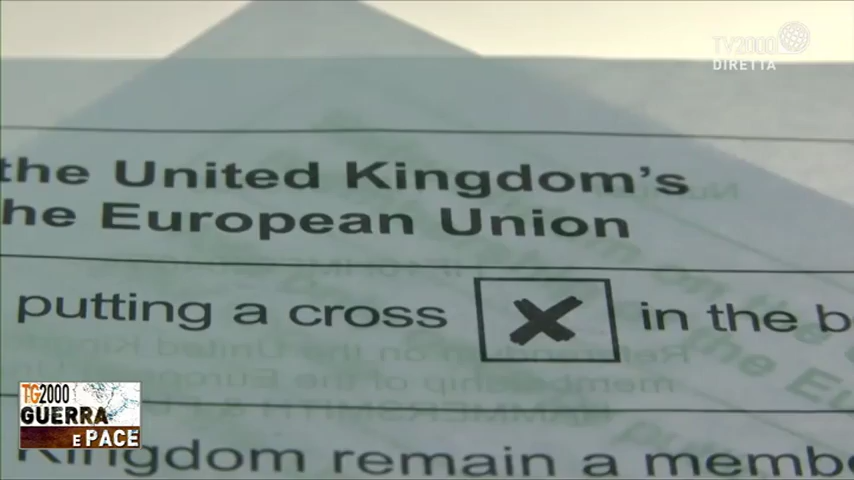 TV2000
DIRETTA
the United Kingdom's
he European Union
putting a cross in the b
Kingdom remain a membe
TG2000
GUERRA
E PACE